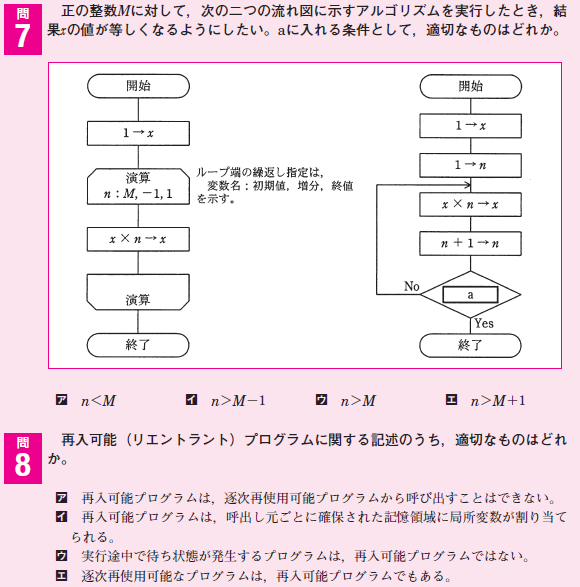 問
7
正の整数Mに対して，次の二つの流れ図に示すアルゴリズムを実行したとき，結
果xの値が等しくなるようにしたい。aに入れる条件として，適切なものはどれか。
開始
1→x
演算
n：M, −1, 1
ループ端の繰返し指定は，
変数名：初期値，増分，終値
を示す。
x × n→x
演算
終了
開始
1→x
1→n
x × n→x
n + 1→n
No
a
Yes
終了
ア n<M イ n>M−1 ウ n>M エ n>M+1
問
8
再入可能（リエントラント）プログラムに関する記述のうち，適切なものはどれ
か。
ア 再入可能プログラムは，逐次再使用可能プログラムから呼び出すことはできない。
イ 再入可能プログラムは，呼出し元ごとに確保された記憶領域に局所変数が割り当て
られる。
ウ 実行途中で待ち状態が発生するプログラムは，再入可能プログラムではない。
エ 逐次再使用可能なプログラムは，再入可能プログラムでもある。